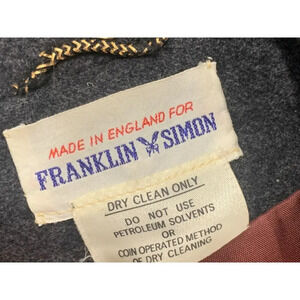 MADE IN ENGLAND FOR
FRANKLIN SIMON
DRY CLEAN ONLY
DO NOT USE
PETROLEUM SOLVENTS
OR
COIN OPERATED METHOD
OF DRY CLEANING